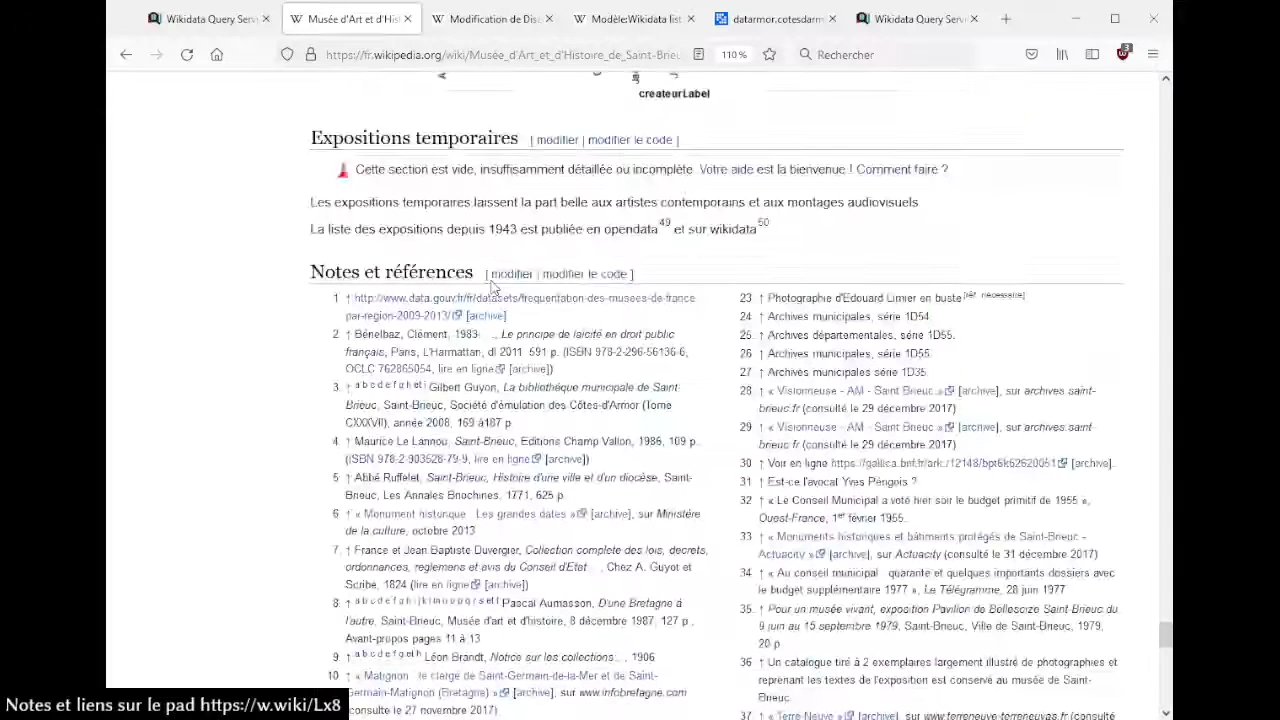 Wikidata Query Serv
Musée d'Art et d'His
Modification de Disc
Modèle:Wikidata list
datarmor.cotesdarm
Wikidata Query Serv
https://fr.wikipedia.org/wiki/Musée_d'Art_et_d'Histoire_de_Saint-Brieu
110 %
Rechercher
3
createurLabel
Expositions temporaires [ modifier | modifier le code ]
Cette section est vide, insuffisamment détaillée ou incomplète. Votre aide est la bienvenue ! Comment faire ?
Les expositions temporaires laissent la part belle aux artistes contemporains et aux montages audiovisuels
La liste des expositions depuis 1943 est publiée en opendata49 et sur wikidata50
Notes et références [ modifier | modifier le code ]
1 ↑ http://www.data.gouv.fr/fr/datasets/frequentation-des-musees-de-france
par-region-2009-2013/ [archive]
2 ↑ Bénelbaz, Clément, 1983- ., Le principe de laïcité en droit public
français, Paris, L'Harmattan, dl 2011 591 p. (ISBN 978-2-296-56136-6,
OCLC 762865054, lire en ligne [archive])
3 ↑ a b c d e f g h et i Gilbert Guyon, La bibliothèque municipale de Saint-
Brieuc, Saint-Brieuc, Société d'émulation des Côtes-d'Armor (Tome
CXXXVII), année 2008, 169 à187 p
4 ↑ Maurice Le Lannou, Saint-Brieuc, Editions Champ Vallon, 1986, 109 p.
(ISBN 978-2-903528-79-9, lire en ligne [archive])
5 ↑ Abbé Ruffelet, Saint-Brieuc, Histoire d'une ville et d'un diocèse, Saint-
Brieuc, Les Annales Briochines, 1771, 625 p
6 ↑ « Monument historique Les grandes dates » [archive], sur Ministère
de la culture, octobre 2013
7. ↑ France et Jean Baptiste Duvergier, Collection complete des lois, decrets,
ordonnances, reglemens et avis du Conseil d'Etat , Chez A. Guyot et
Scribe, 1824 (lire en ligne [archive])
8 ↑ Pascal Aumasson, D'une Bretagne à
l'autre, Saint-Brieuc, Musée d'art et d'histoire, 8 décembre 1987, 127 p.,
Avant-propos pages 11 à 13
9 ↑ a b c d e f g et h Léon Brandt, Notice sur les collections , 1906
10 ↑ « Matignon le clergé de Saint-Germain-de-la-Mer et de Saint-
Germain-Matignon (Bretagne) » [archive], sur www.infobretagne.com
consulté le 27 novembre 2017)
23 ↑ Photographie d'Edouard Limier en buste [réf. nécessaire]
24 ↑ Archives municipales, série 1D54.
25. ↑ Archives départementales, série 1D55.
26 ↑ Archives municipales, série 1D55
27 ↑ Archives municipales série 1D35.
28 ↑ « Visionneuse - AM - Saint Brieuc » [archive], sur archives saint-
brieuc.fr (consulté le 29 décembre 2017)
29 ↑ « Visionneuse - AM - Saint Brieuc » [archive], sur archives.saint-
brieuc.fr (consulté le 29 décembre 2017)
30 ↑ Voir en ligne https://gallica.bnf.fr/ark:/12148/bpt6k62620051 [archive].
31 ↑ Est-ce l'avocat Yves Périgois ?
32 ↑ « Le Conseil Municipal a voté hier soir le budget primitif de 1955 »,
Ouest-France, 1er février 1955.
33 ↑ « Monuments historiques et bâtiments protégés de Saint-Brieuc -
Actuacity » [archive], sur Actuacity (consulté le 31 décembre 2017)
34 ↑ « Au conseil municipal quarante et quelques importants dossiers avec
le budget supplémentaire 1977 », Le Télégramme, 28 juin 1977
35. ↑ Pour un musée vivant, exposition Pavillon de Bellescize Saint-Brieuc du
9 juin au 15 septembre 1979, Saint-Brieuc, Ville de Saint-Brieuc, 1979,
20 p
36 ↑ Un catalogue tiré à 2 exemplaires largement illustré de photographies et
reprenant les textes de l'exposition est conservé au musée de Saint-
Brieuc.
37 ↑ « Terre-Neuve » [archive], sur www.terreneuve-terreneuvas.fr (consulté
Notes et liens sur le pad https://w.wiki/Lx8